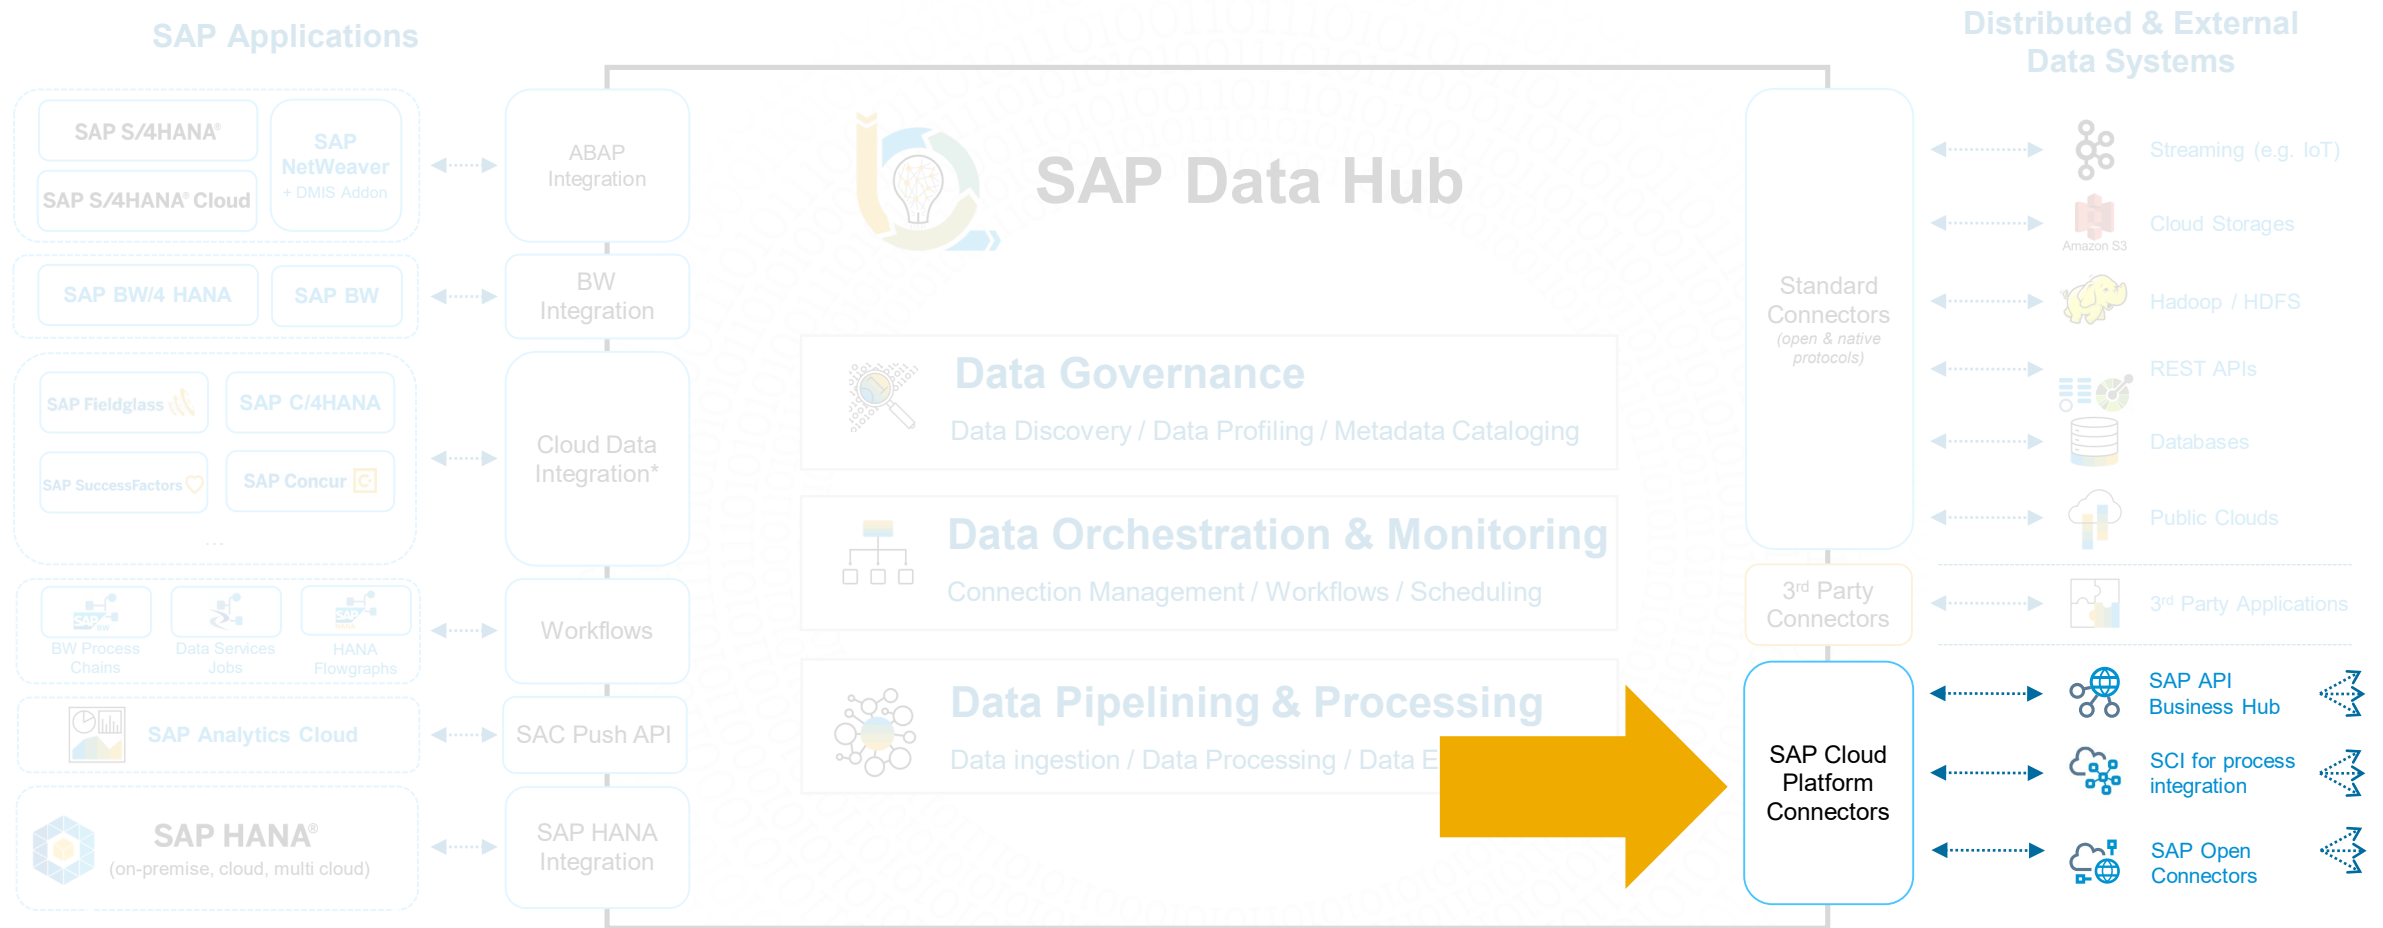 SAP Applications
SAP S/4HANA®
SAP S/4HANA® Cloud
SAP
NetWeaver
+ DMIS Addon
ABAP
Integration
SAP BW/4 HANA
SAP BW
BW
Integration
SAP Fieldglass
SAP C/4HANA
SAP SuccessFactors
SAP Concur C.
...
Cloud Data
Integration*
SAP BW
BW Process
Chains
Data Services
Jobs
SAP
HANA
Flowgraphs
Workflows
SAP Analytics Cloud
SAC Push API
SAP HANA®
(on-premise, cloud, multi cloud)
SAP HANA
Integration
SAP Data Hub
Data Governance
Data Discovery / Data Profiling / Metadata Cataloging
Data Orchestration & Monitoring
Connection Management / Workflows / Scheduling
Data Pipelining & Processing
Data ingestion / Data Processing / Data E
Standard
Connectors
(open & native
protocols)
3rd Party
Connectors
SAP Cloud
Platform
Connectors
Distributed & External
Data Systems
Streaming (e.g. IoT)
Amazon S3
Cloud Storages
Hadoop / HDFS
REST APIs
Databases
Public Clouds
3rd Party Applications
SAP API
Business Hub
SCI for process
integration
SAP Open
Connectors